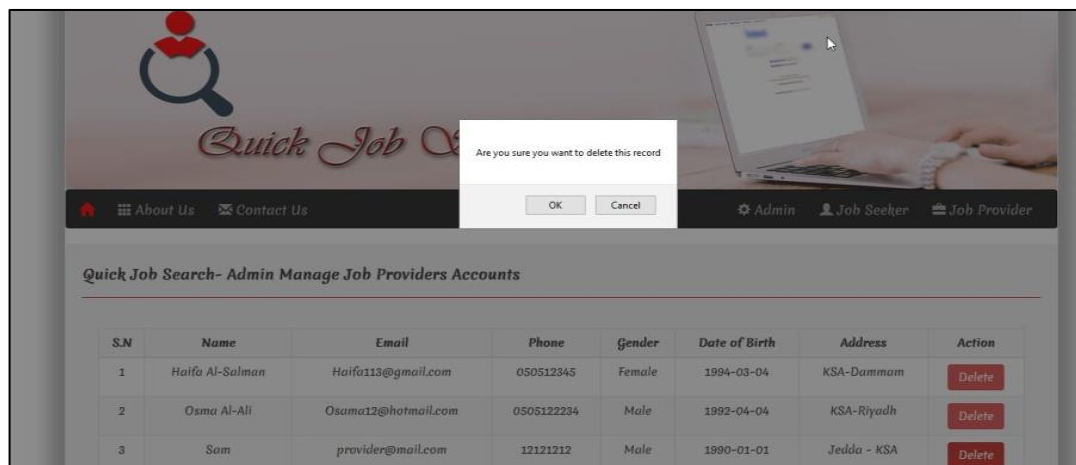 Quick Job S
Are you sure you want to delete this record
OK Cancel
About Us Contact Us Admin Job Seeker Job Provider
Quick Job Search- Admin Manage Job Providers Accounts
S.N Name Email Phone Gender Date of Birth Address Action
1 Haifa Al-Salman Haifa113@gmail.com 050512345 Female 1994-03-04 KSA-Dammam Delete
2 Osma Al-Ali Osama12@hotmail.com 0505122234 Male 1992-04-04 KSA-Riyadh Delete
3 Sam provider@mail.com 12121212 Male 1990-01-01 Jedda - KSA Delete